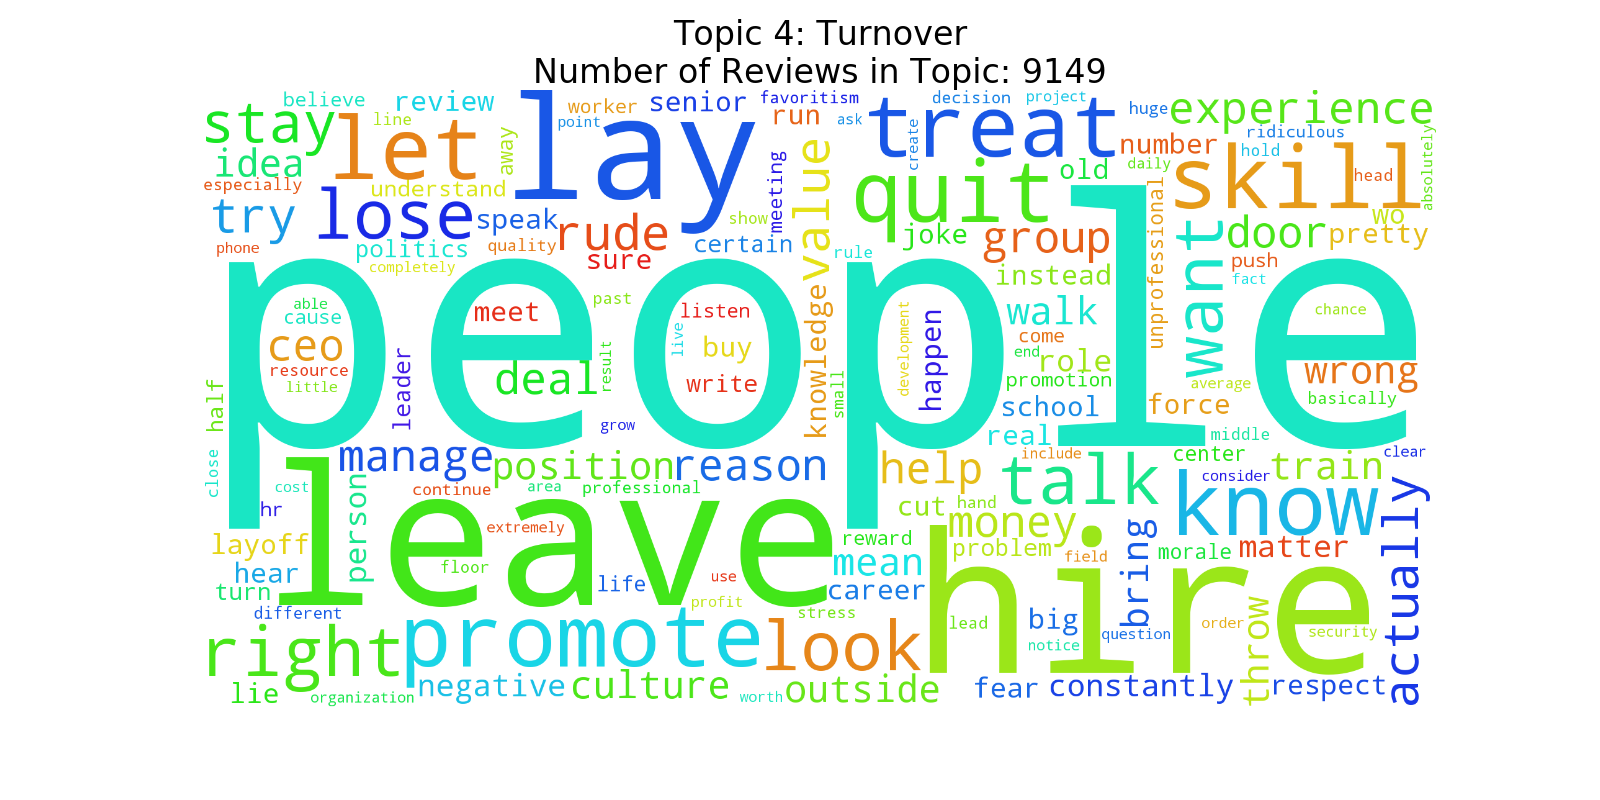 Topic 4: Turnover
Number of Reviews in Topic: 9149
believe
review
worker
senior
favoritism
decision
project
huge
experience
stay
line
let
away
lay
point
run
ask
treat
create
number
ridiculous
idea
especially
understand
meeting
value
quit
old
daily
hold
skill
head
absolutely
try
lose
speak
rude
show
certain
joke
group
unprofessional
want
door
wo
pretty
phone
politics
quality
completely
sure
rule
instead
push
fact
people
able
cause
ceo
resource
little
meet
past
listen
live
buy
write
deal
result
leader
half
knowledge
small
development
happen
walk
come
end
role
promotion
school
force
average
chance
wrong
basically
grow
real
middle
manage
position
reason
help
include
talk
center
consider
train
clear
close
cost
person
continue
area
professional
cut
hand
know
hr
leave
extremely
money
bring
actually
layoff
floor
reward
problem
field
morale
matter
hear
mean
turn
life
use
career
hire
different
profit
stress
lead
big
notice
question
order
throw
security
right
promote
look
lie
organization
negative
culture
worth
outside
fear
constantly
respect